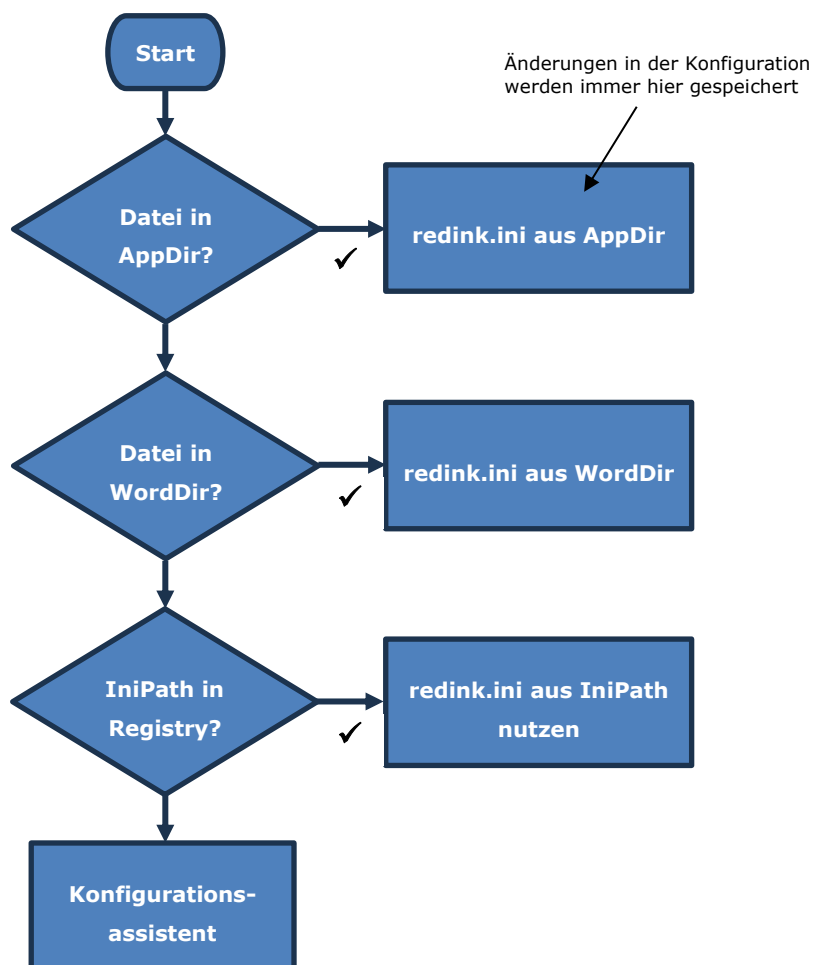 Start
Änderungen in der Konfiguration
werden immer hier gespeichert
Datei in
AppDir?
redink.ini aus AppDir
Datei in
WordDir?
redink.ini aus WordDir
IniPath in
Registry?
redink.ini aus IniPath
nutzen
Konfigurations-
assistent